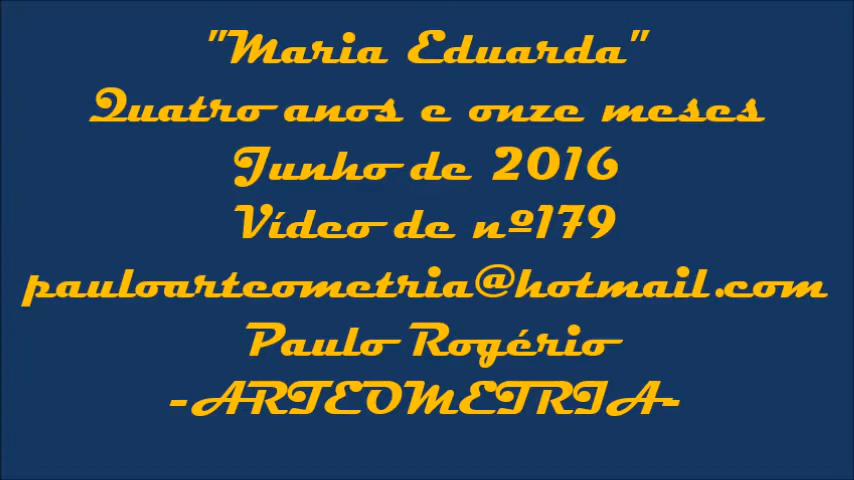 "Maria Eduarda"
Quatro anos e onze meses
Junho de 2016
Vídeo de nº179
pauloarteometria@hotmail.com
Paulo Rogério
-ARTEOMETRIA-